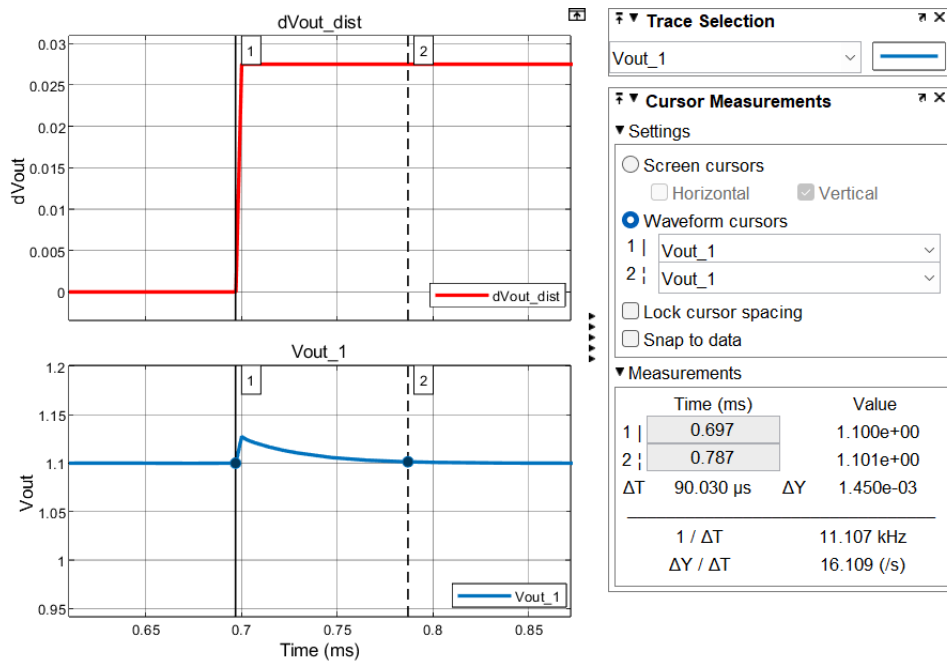 dVout_dist
0.03
0.025
0.02
0.015
0.01
0.005
0
dVout
1
2
dVout_dist
Vout_1
1.2
1.15
1.1
1.05
1
0.95
Vout
1
2
Vout_1
0.65 0.7 0.75 0.8 0.85
Time (ms)
Trace Selection
Vout_1
Cursor Measurements
Settings
Screen cursors
Horizontal Vertical
Waveform cursors
1 | Vout_1
2 ¦ Vout_1
Lock cursor spacing
Snap to data
Measurements
Time (ms) Value
1 | 0.697 1.100e+00
2 ¦ 0.787 1.101e+00
ΔT 90.030 µs ΔY 1.450e-03
1 / ΔT 11.107 kHz
ΔY / ΔT 16.109 (/s)